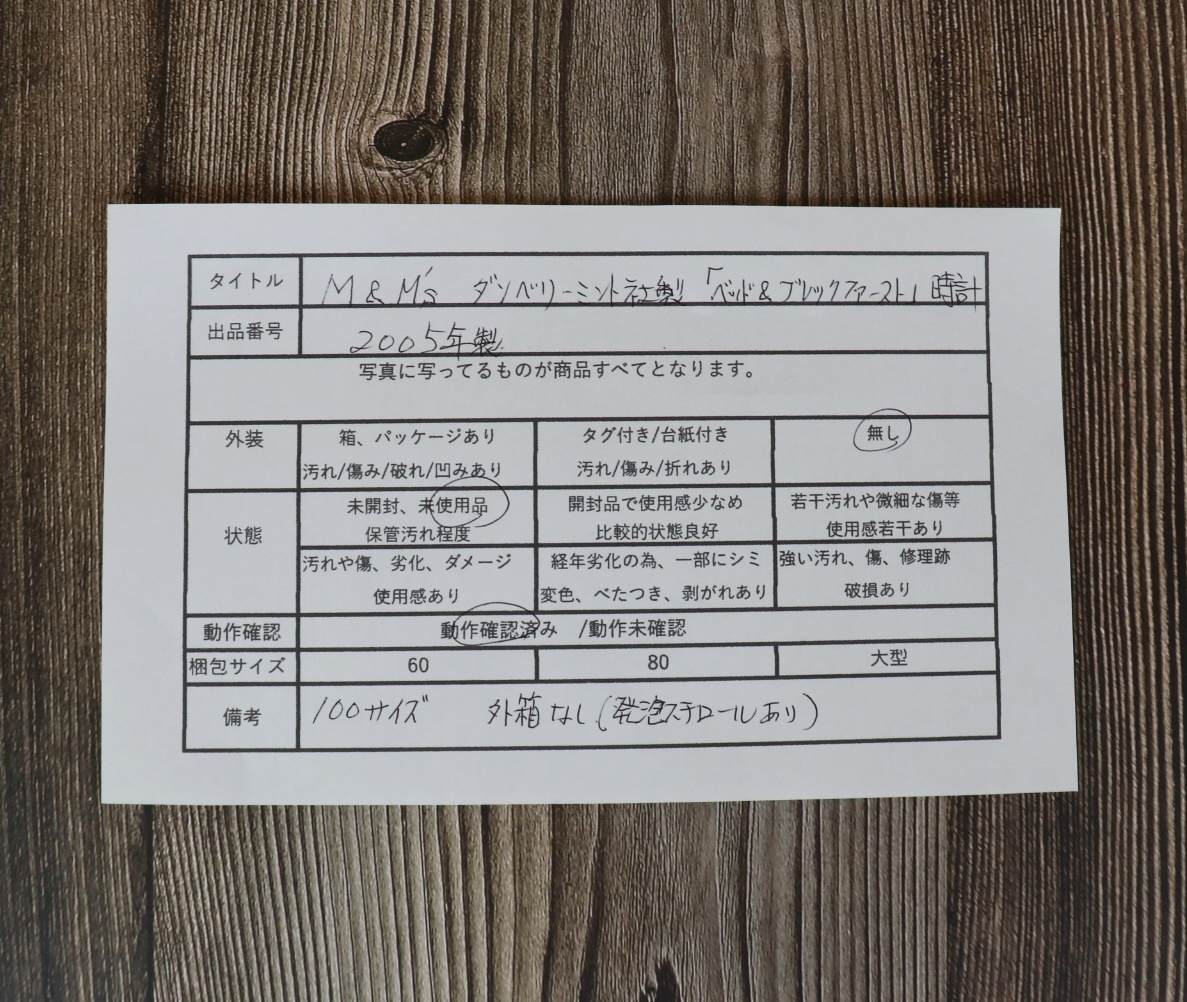 タイトル M&M's ダンベリーミント社製「ベッド&ブレックファースト」時計
出品番号 2005年製
写真に写ってるものが商品すべてとなります。
外装 箱、パッケージあり タグ付き/台紙付き 無し
汚れ/傷み/破れ/凹みあり 汚れ/傷み/折れあり
未開封、未使用品 開封品で使用感少なめ 若干汚れや微細な傷等
状態 保管汚れ程度 比較的状態良好 使用感若干あり
汚れや傷、劣化、ダメージ 経年劣化の為、一部にシミ 強い汚れ、傷、修理跡
使用感あり 変色、べたつき、剥がれあり 破損あり
動作確認 動作確認済み /動作未確認
梱包サイズ 60 80 大型
備考 100サイズ 外箱なし(発泡スチロールあり)